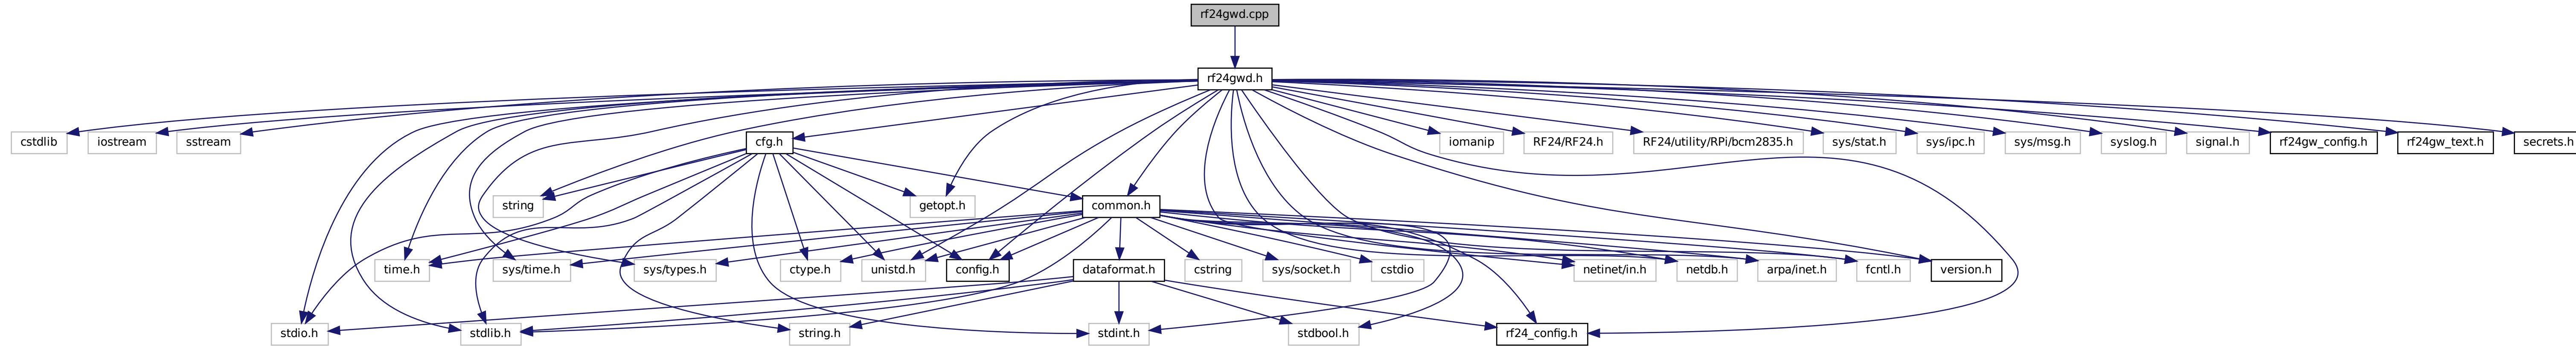 rf24gwd.cpp
rf24gwd.h
cstdlib
iostream
sstream
cfg.h
iomanip
RF24/RF24.h
RF24/utility/RPi/bcm2835.h
sys/stat.h
sys/ipc.h
sys/msg.h
syslog.h
signal.h
rf24gw_config.h
rf24gw_text.h
secrets.h
string
getopt.h
common.h
time.h
sys/time.h
sys/types.h
ctype.h
unistd.h
config.h
dataformat.h
cstring
sys/socket.h
cstdio
netinet/in.h
netdb.h
arpa/inet.h
fcntl.h
version.h
stdio.h
stdlib.h
string.h
stdint.h
stdbool.h
rf24_config.h